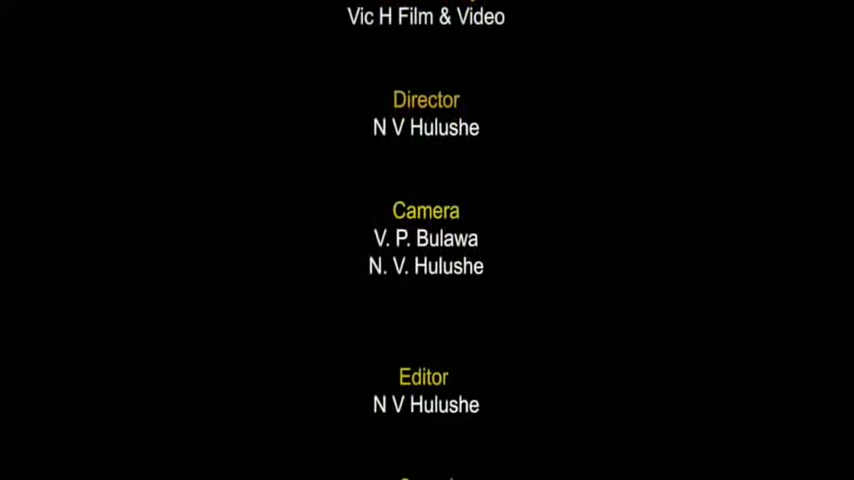 Vic H Film & Video
Director
N V Hulushe
Camera
V. P. Bulawa
N. V. Hulushe
Editor
N V Hulushe